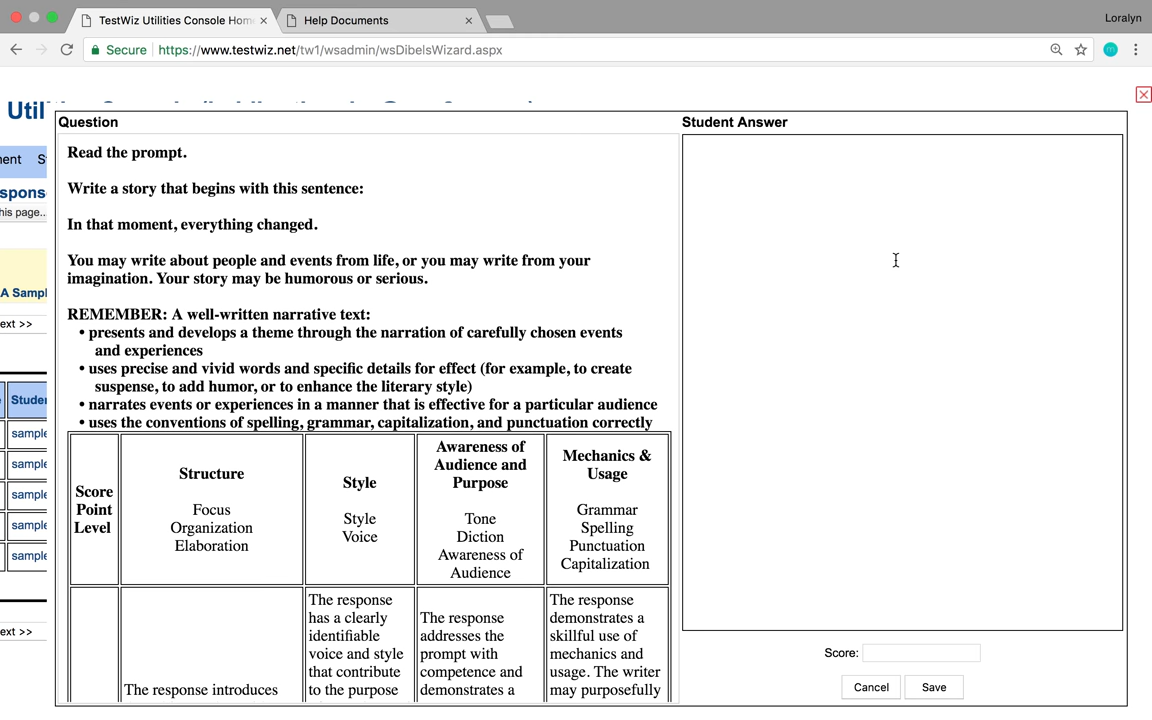 TestWiz Utilities Console Hom
Help Documents
Loralyn
Secure https://www.testwiz.net/tw1/wsadmin/wsDibelsWizard.aspx
Util
Question
Student Answer
Read the prompt.
Write a story that begins with this sentence:
In that moment, everything changed.
You may write about people and events from life, or you may write from your
imagination. Your story may be humorous or serious.
REMEMBER: A well-written narrative text:
• presents and develops a theme through the narration of carefully chosen events
and experiences
• uses precise and vivid words and specific details for effect (for example, to create
suspense, to add humor, or to enhance the literary style)
• narrates events or experiences in a manner that is effective for a particular audience
• uses the conventions of spelling, grammar, capitalization, and punctuation correctly
Score
Point
Level
Structure
Focus
Organization
Elaboration
Style
Style
Voice
Awareness of
Audience and
Purpose
Tone
Diction
Awareness of
Audience
Mechanics &
Usage
Grammar
Spelling
Punctuation
Capitalization
The response introduces
The response
has a clearly
identifiable
voice and style
that contribute
to the purpose
The response
addresses the
prompt with
competence and
demonstrates a
The response
demonstrates a
skillful use of
mechanics and
usage. The writer
may purposefully
Score:
Cancel Save
nent S
spons
his page..
A Sampl
ext >>
Studen
sample
sample
sample
sample
sample
ext >>